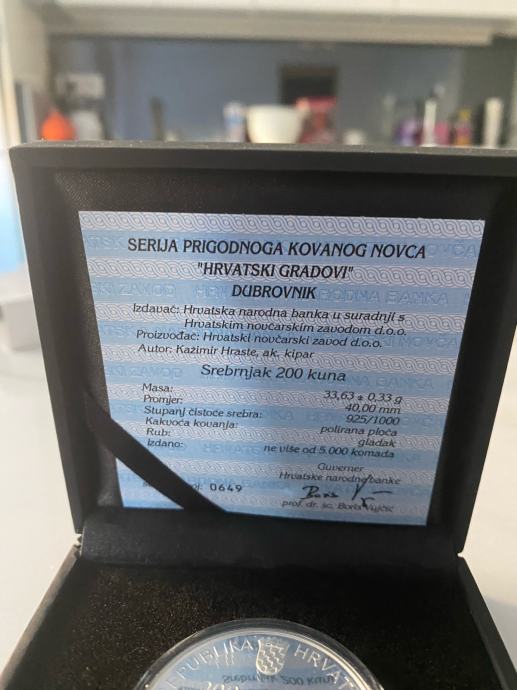 SERIJA PRIGODNOGA KOVANOG NOVCA
"HRVATSKI GRADOVI"
DUBROVNIK
Izdavač: Hrvatska narodna banka u suradnji s
Hrvatskim novčarskim zavodom d.o.o.
Proizvođač: Hrvatski novčarski zavod d.o.o.
Autor: Kažimir Hraste, ak. kipar
Srebrnjak 200 kuna
Masa: 33,63 ± 0,33 g
Promjer: 40,00 mm
Stupanj čistoće srebra: 925/1000
Kakvoća kovanja: polirana ploča
Rub: gladak
Izdano: ne više od 5.000 komada
Guverner
Hrvatske narodne banke
prof. dr. sc. Boris Vujčić
0649
REPUBLIKA HRVAT